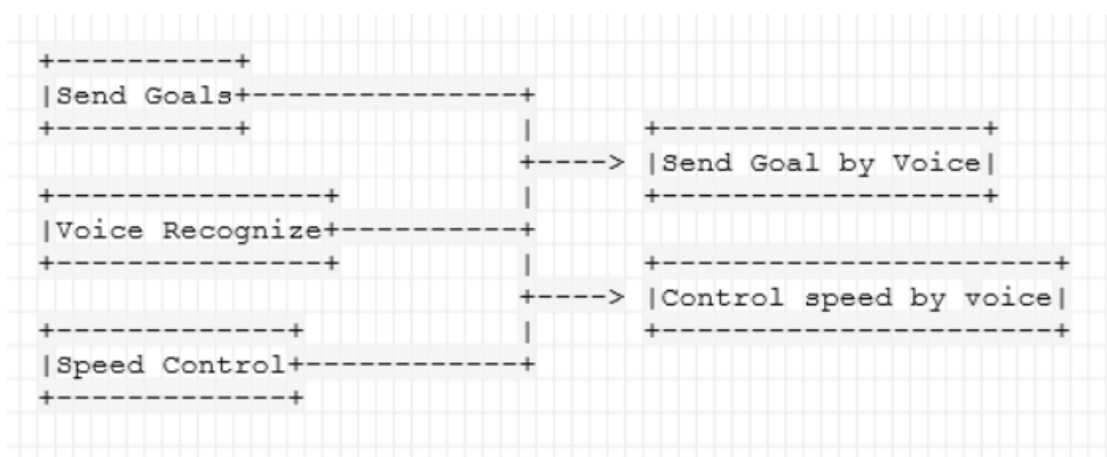 +-----------+
|Send Goals+---------------+
+----------+               |      +-------------------+
                           +----> |Send Goal by Voice|
+----------------+          |      +-------------------+
|Voice Recognize+----------+
+----------------+          |      +-----------------------+
                           +----> |Control speed by voice|
+--------------+            |      +-----------------------+
|Speed Control+-------------+
+--------------+